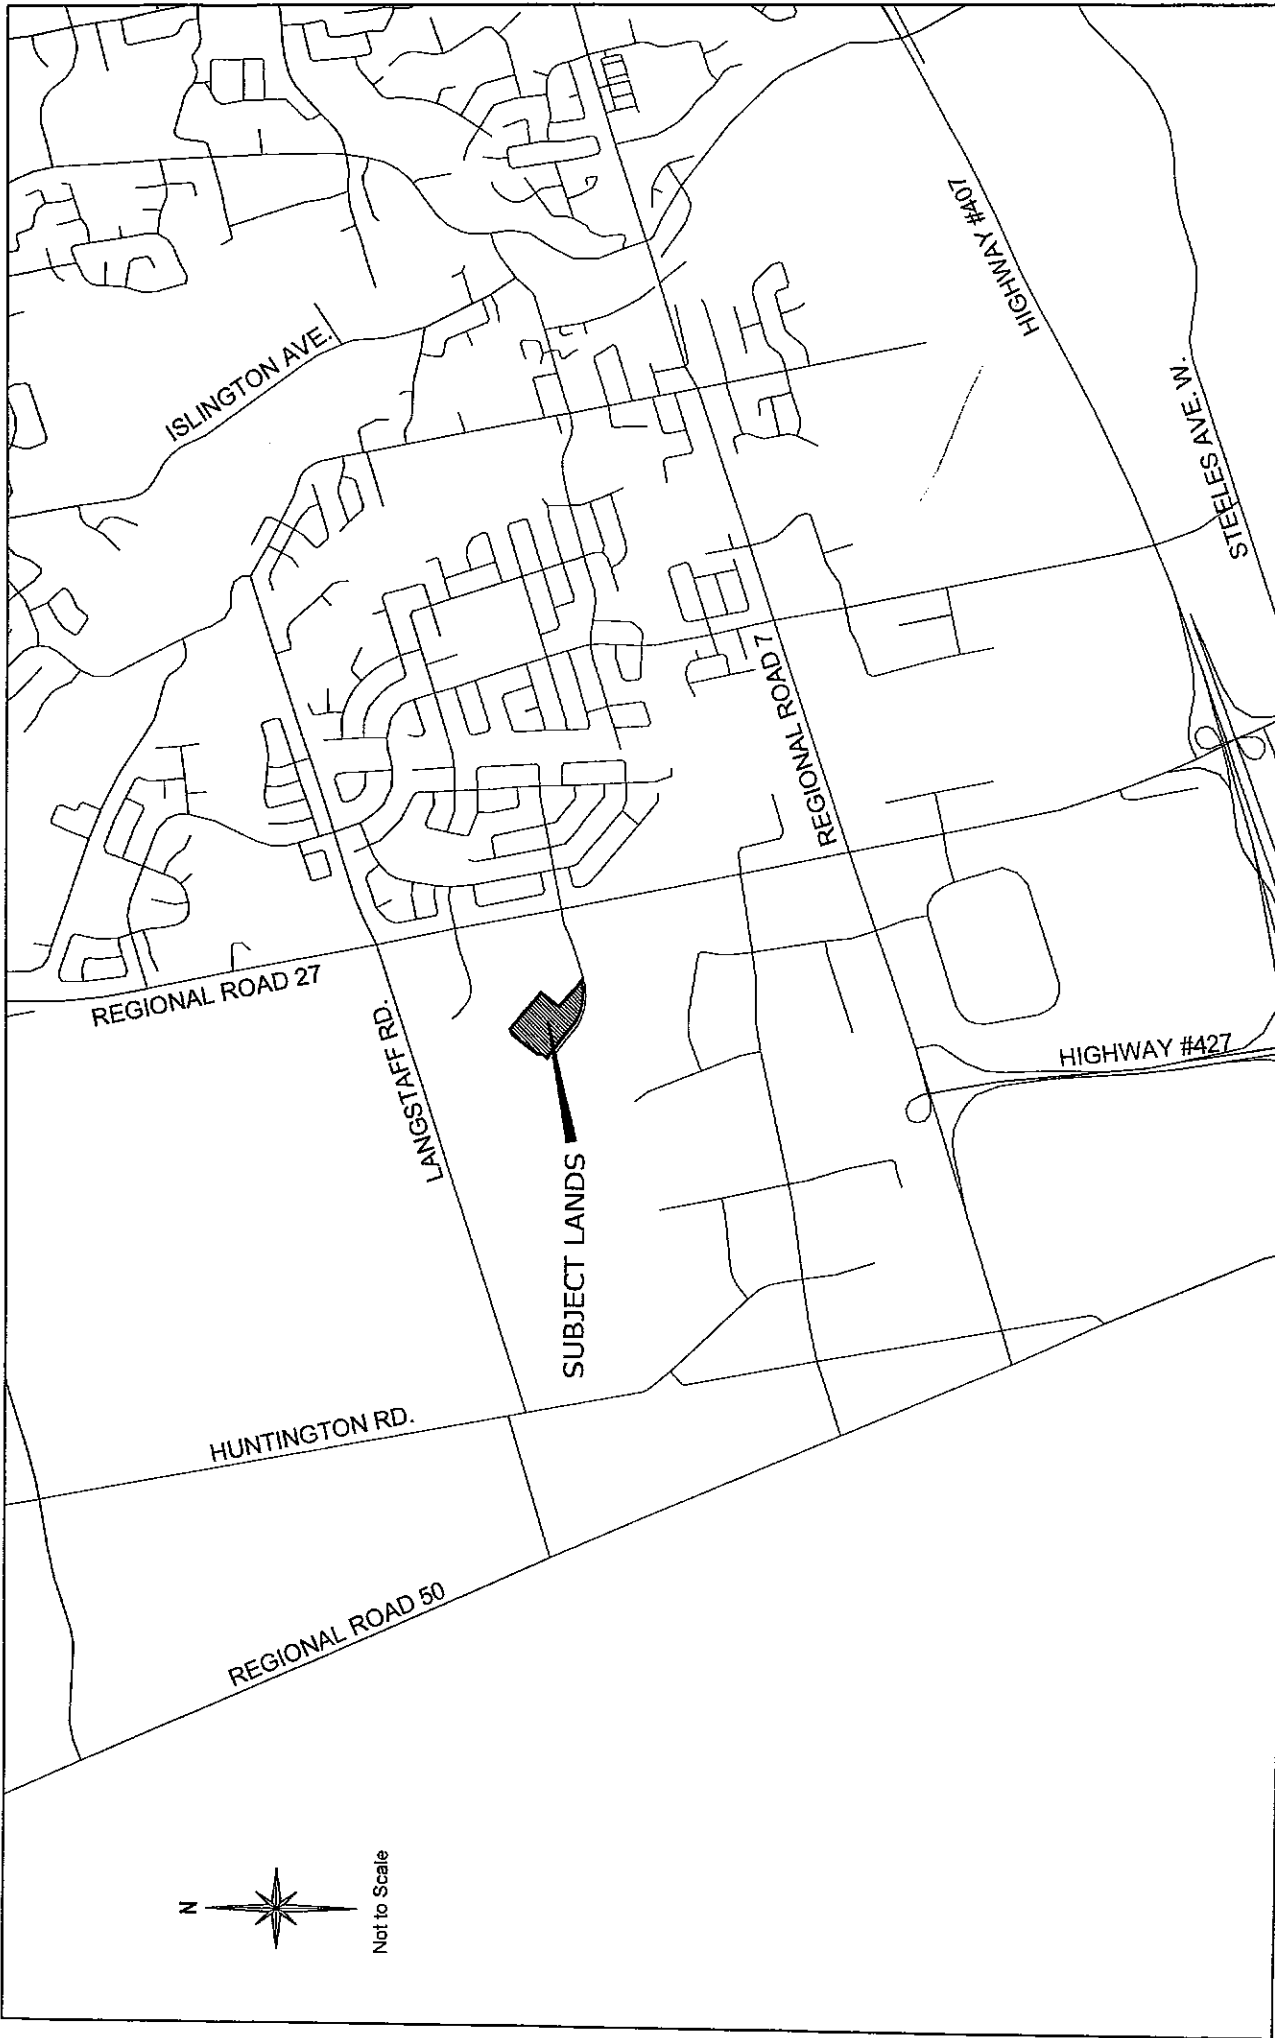 ISLINGTON AVE.
HIGHWAY #407
STEELES AVE. W.
REGIONAL ROAD 7
REGIONAL ROAD 27
LANGSTAFF RD.
HIGHWAY #427
SUBJECT LANDS
HUNTINGTON RD.
REGIONAL ROAD 50
N
Not to Scale